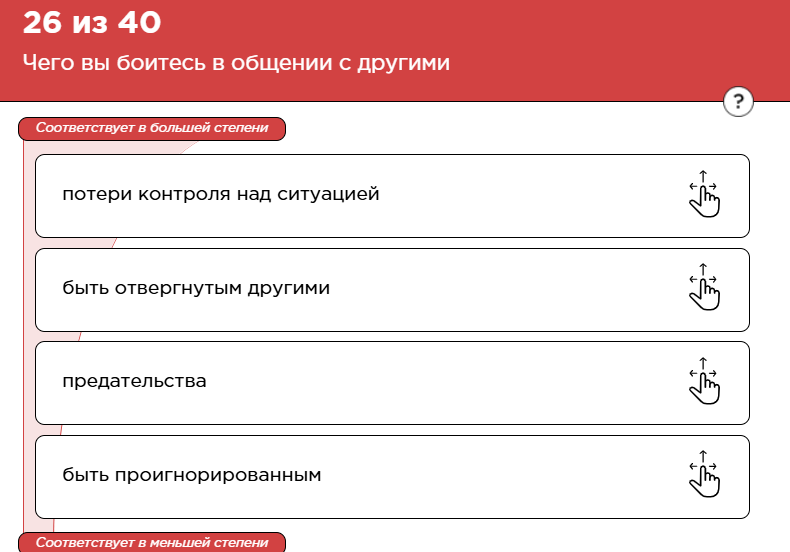 26 из 40
Чего вы боитесь в общении с другими
?
Соответствует в большей степени
потери контроля над ситуацией
быть отвергнутым другими
предательства
быть проигнорированным
Соответствует в меньшей степени